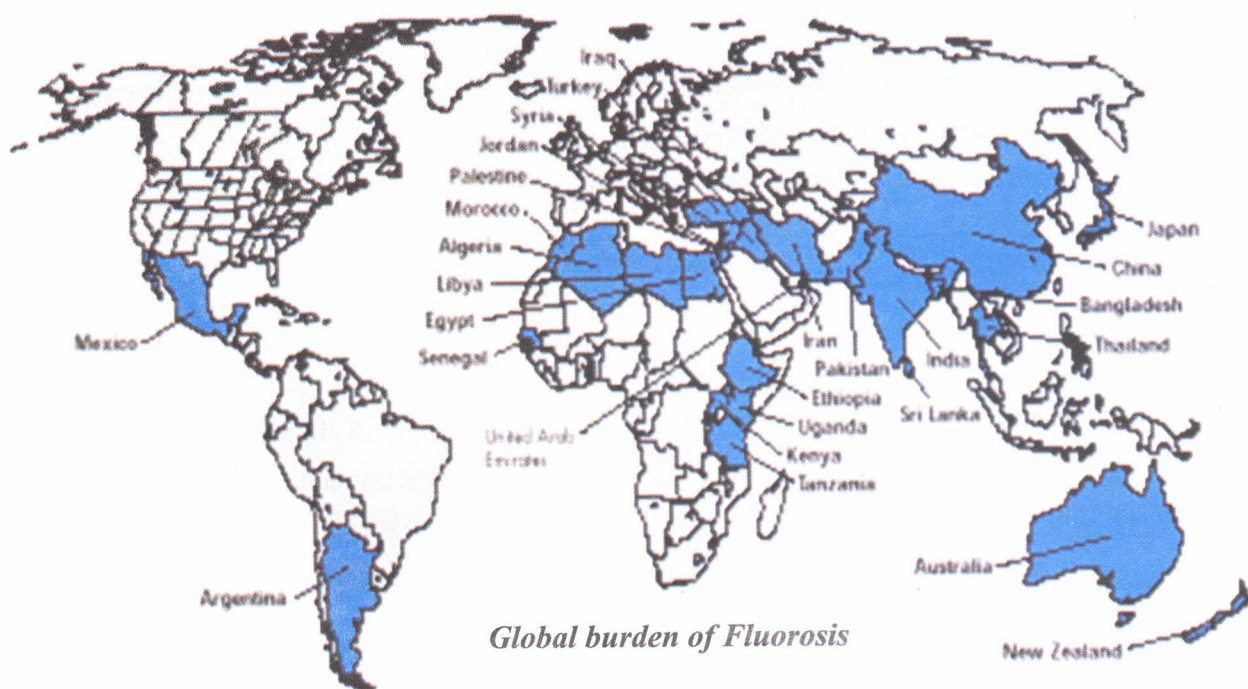 Iraq
Turkey
Syria
Jordan
Palestine
Morocco
Algeria
Libya
Egypt
Senegal
Mexico
Japan
China
Bangladesh
Thailand
Iran
Pakistan
India
Sri Lanka
Ethiopia
Uganda
Kenya
Tanzania
United Arab
Emirates
Argentina
Australia
New Zealand
Global burden of Fluorosis